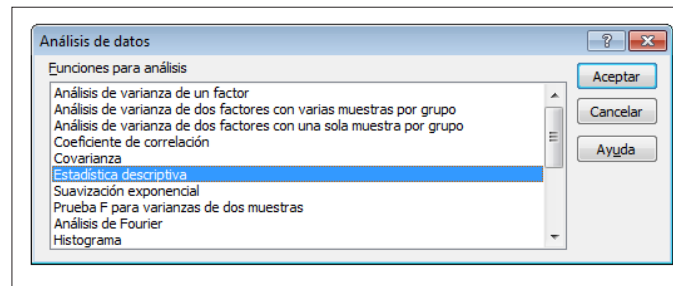 Análisis de datos
Funciones para análisis
Análisis de varianza de un factor
Análisis de varianza de dos factores con varias muestras por grupo
Análisis de varianza de dos factores con una sola muestra por grupo
Coeficiente de correlación
Covarianza
Estadística descriptiva
Suavización exponencial
Prueba F para varianzas de dos muestras
Análisis de Fourier
Histograma
Aceptar
Cancelar
Ayuda